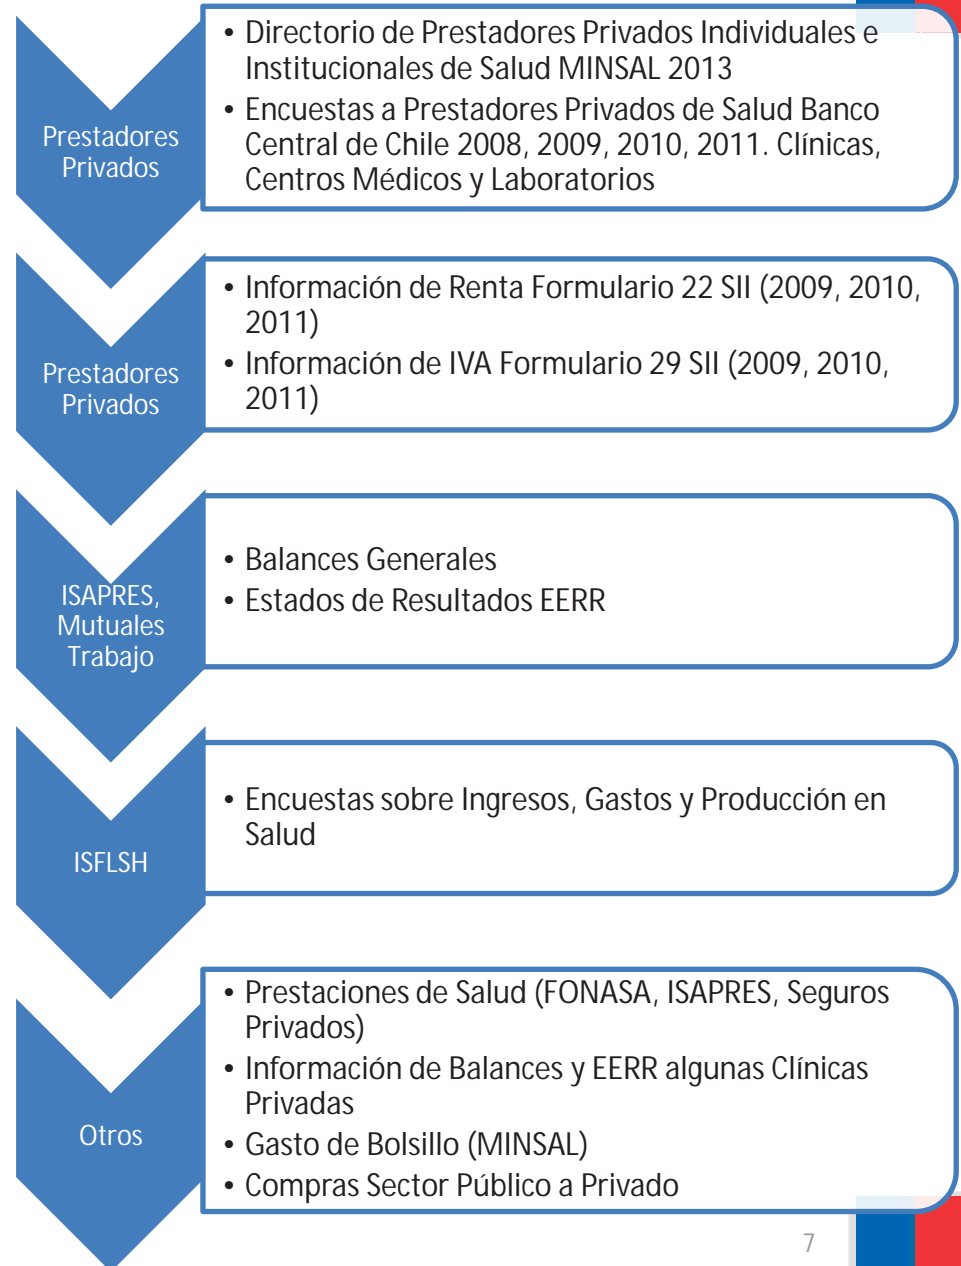 Prestadores
Privados
• Directorio de Prestadores Privados Individuales e
Institucionales de Salud MINSAL 2013
• Encuestas a Prestadores Privados de Salud Banco
Central de Chile 2008, 2009, 2010, 2011. Clínicas,
Centros Médicos y Laboratorios
Prestadores
Privados
• Información de Renta Formulario 22 SII (2009, 2010,
2011)
• Información de IVA Formulario 29 SII (2009, 2010,
2011)
ISAPRES,
Mutuales
Trabajo
• Balances Generales
• Estados de Resultados EERR
ISFLSH
• Encuestas sobre Ingresos, Gastos y Producción en
Salud
Otros
• Prestaciones de Salud (FONASA, ISAPRES, Seguros
Privados)
• Información de Balances y EERR algunas Clínicas
Privadas
• Gasto de Bolsillo (MINSAL)
• Compras Sector Público a Privado
7